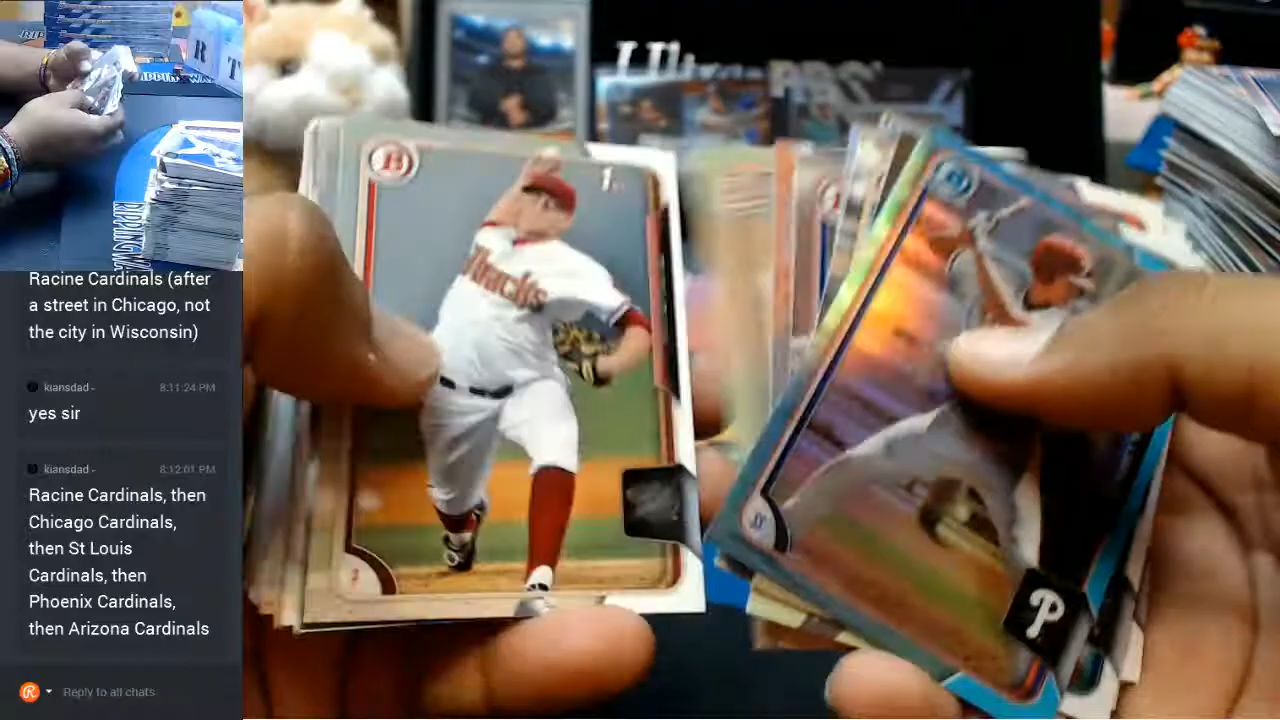 R
T
RIPPING WAX
Racine Cardinals (after
a street in Chicago, not
the city in Wisconsin)
kiansdad -
8:11:24 PM
yes sir
kiansdad -
8:12:01 PM
Racine Cardinals, then
Chicago Cardinals,
then St Louis
Cardinals, then
Phoenix Cardinals,
then Arizona Cardinals
Reply to all chats
B
P